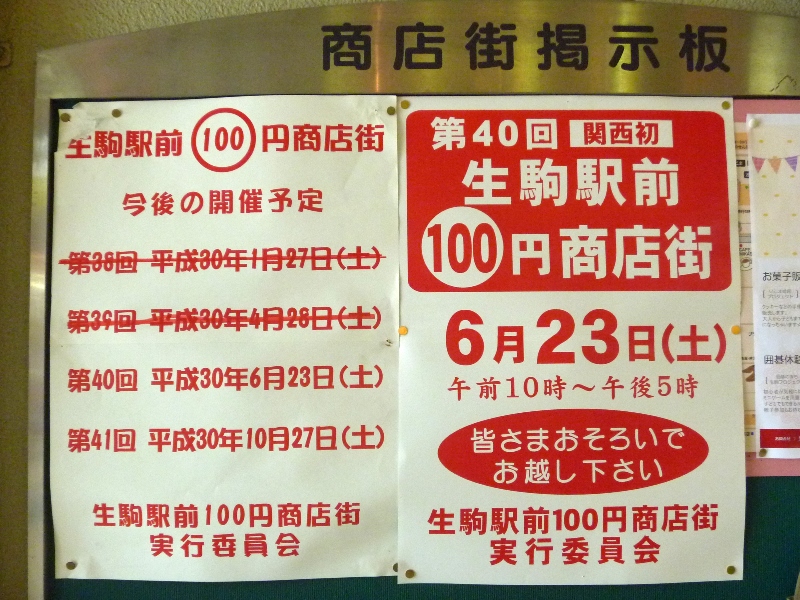 商店街掲示板
生駒駅前100円商店街
今後の開催予定
第38回 平成30年1月27日(土)
第39回 平成30年4月28日(土)
第40回 平成30年6月23日(土)
第41回 平成30年10月27日(土)
生駒駅前100円商店街
実行委員会
第40回 関西初
生駒駅前
100円商店街
6月23日(土)
午前10時〜午後5時
皆さまおそろいで
お越し下さい
生駒駅前100円商店街
実行委員会
お菓子販
囲碁体験